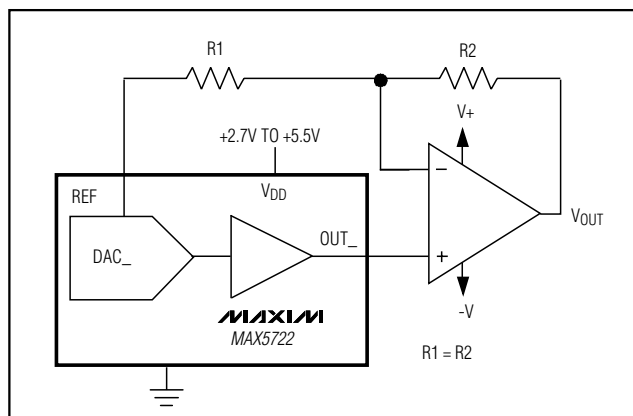 R1
R2
+2.7V TO +5.5V
V+
REF
VDD
−
DAC_
OUT_
VOUT
+
MAXIM
MAX5722
-V
R1 = R2